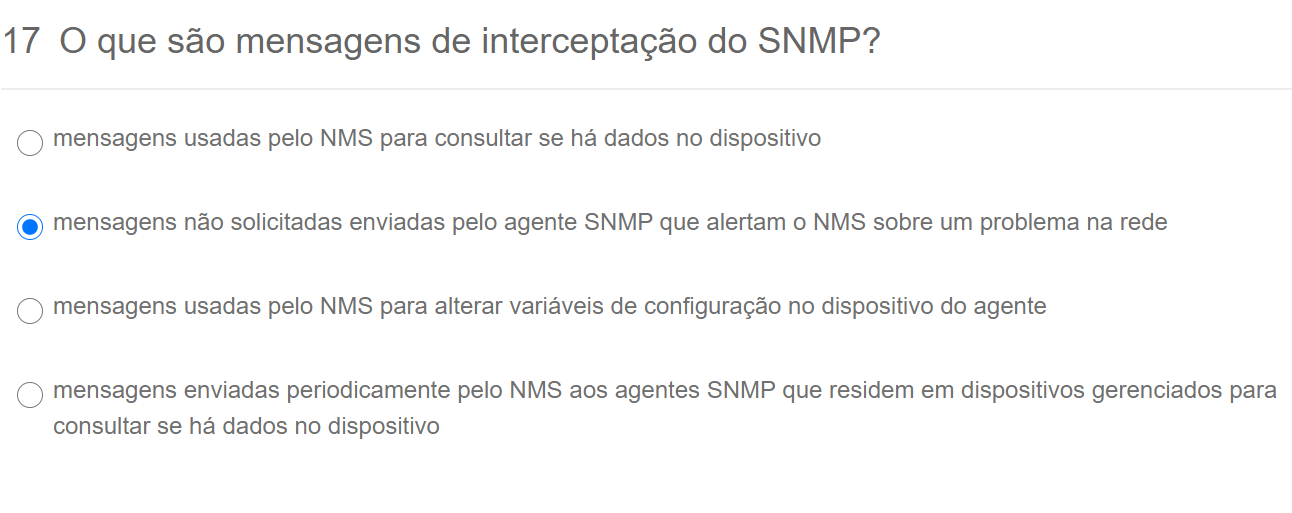 17 O que são mensagens de interceptação do SNMP?
mensagens usadas pelo NMS para consultar se há dados no dispositivo
mensagens não solicitadas enviadas pelo agente SNMP que alertam o NMS sobre um problema na rede
mensagens usadas pelo NMS para alterar variáveis de configuração no dispositivo do agente
mensagens enviadas periodicamente pelo NMS aos agentes SNMP que residem em dispositivos gerenciados para
consultar se há dados no dispositivo